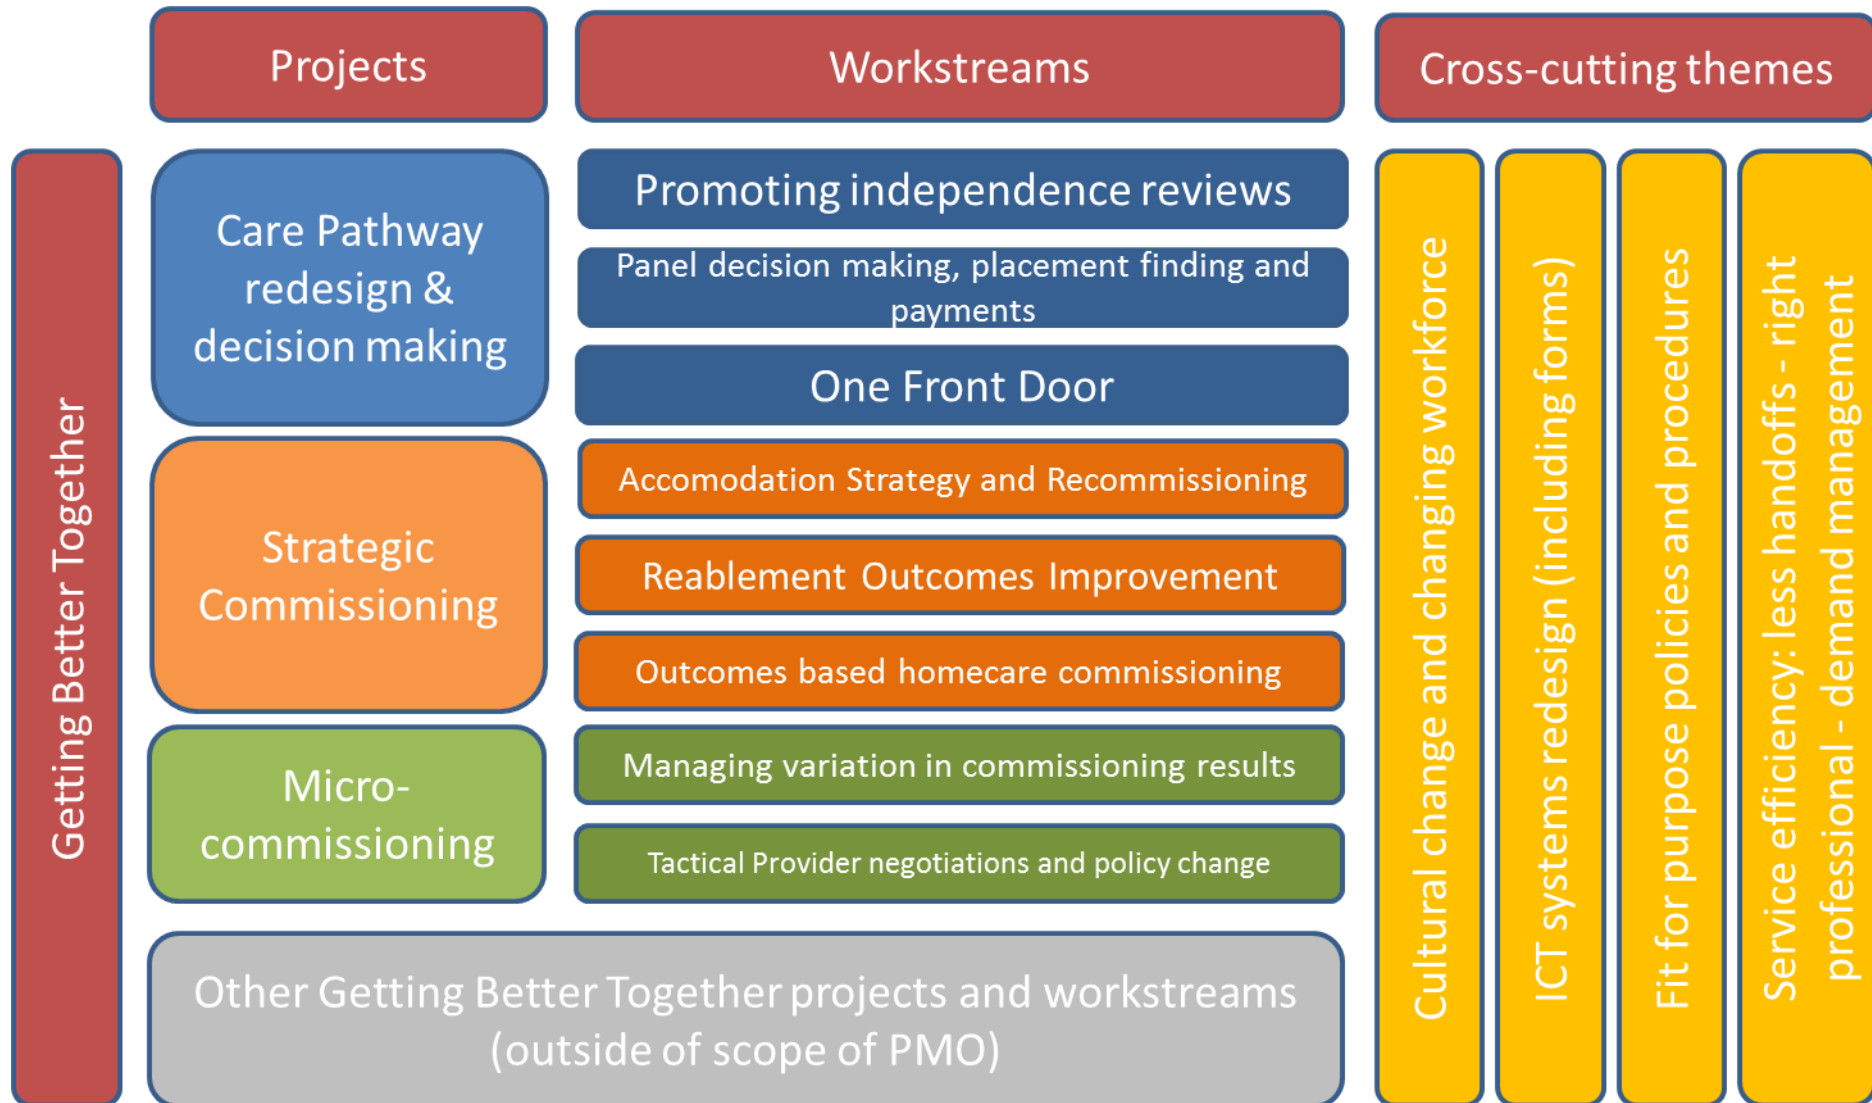 Projects
Workstreams
Cross-cutting themes
Getting Better Together
Care Pathway
redesign &
decision making
Promoting independence reviews
Panel decision making, placement finding and
payments
One Front Door
Strategic
Commissioning
Accomodation Strategy and Recommissioning
Reablement Outcomes Improvement
Outcomes based homecare commissioning
Micro-
commissioning
Managing variation in commissioning results
Tactical Provider negotiations and policy change
Other Getting Better Together projects and workstreams
(outside of scope of PMO)
Cultural change and changing workforce
ICT systems redesign (including forms)
Fit for purpose policies and procedures
Service efficiency: less handoffs - right
professional - demand management